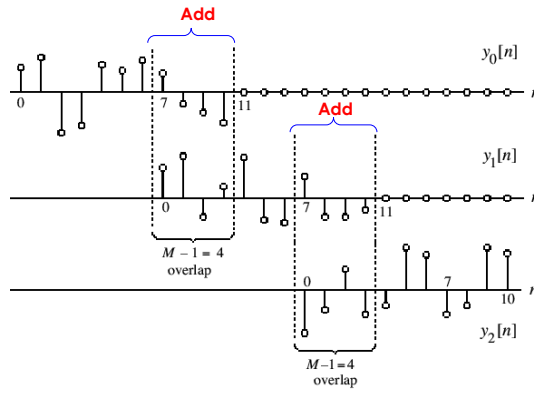 Add
y₀[n]
0
7
11
n
Add
y₁[n]
0
7
11
n
M – 1 = 4
overlap
0
7
10
n
y₂[n]
M – 1 = 4
overlap